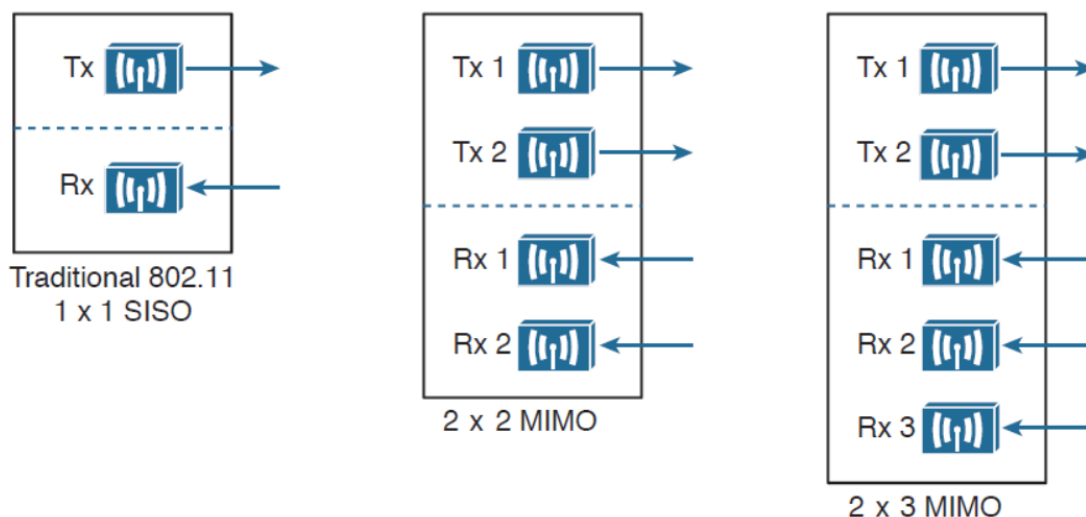 Tx
Rx
Traditional 802.11
1 x 1 SISO
Tx 1
Tx 2
Rx 1
Rx 2
2 x 2 MIMO
Tx 1
Tx 2
Rx 1
Rx 2
Rx 3
2 x 3 MIMO